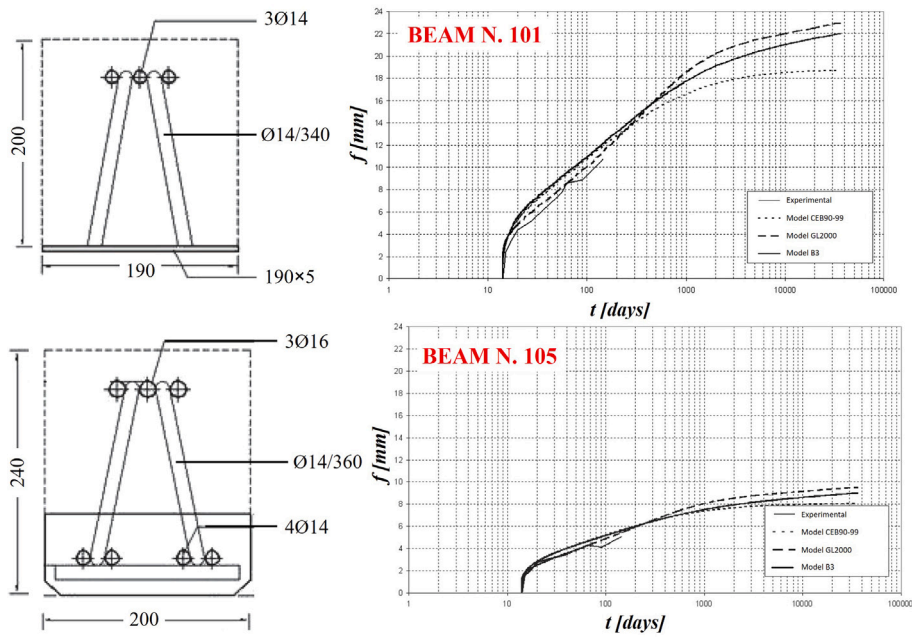 3Ø14
200
Ø14/340
190
190×5
BEAM N. 101
f [mm]
24
22
20
18
16
14
12
10
8
6
4
2
0
1
10
100
1000
10000
100000
t [days]
Experimental
Model CEB90-99
Model GL2000
Model B3
3Ø16
240
Ø14/360
4Ø14
200
BEAM N. 105
f [mm]
24
22
20
18
16
14
12
10
8
6
4
2
0
1
10
100
1000
10000
100000
t [days]
Experimental
Model CEB90-99
Model GL2000
Model B3